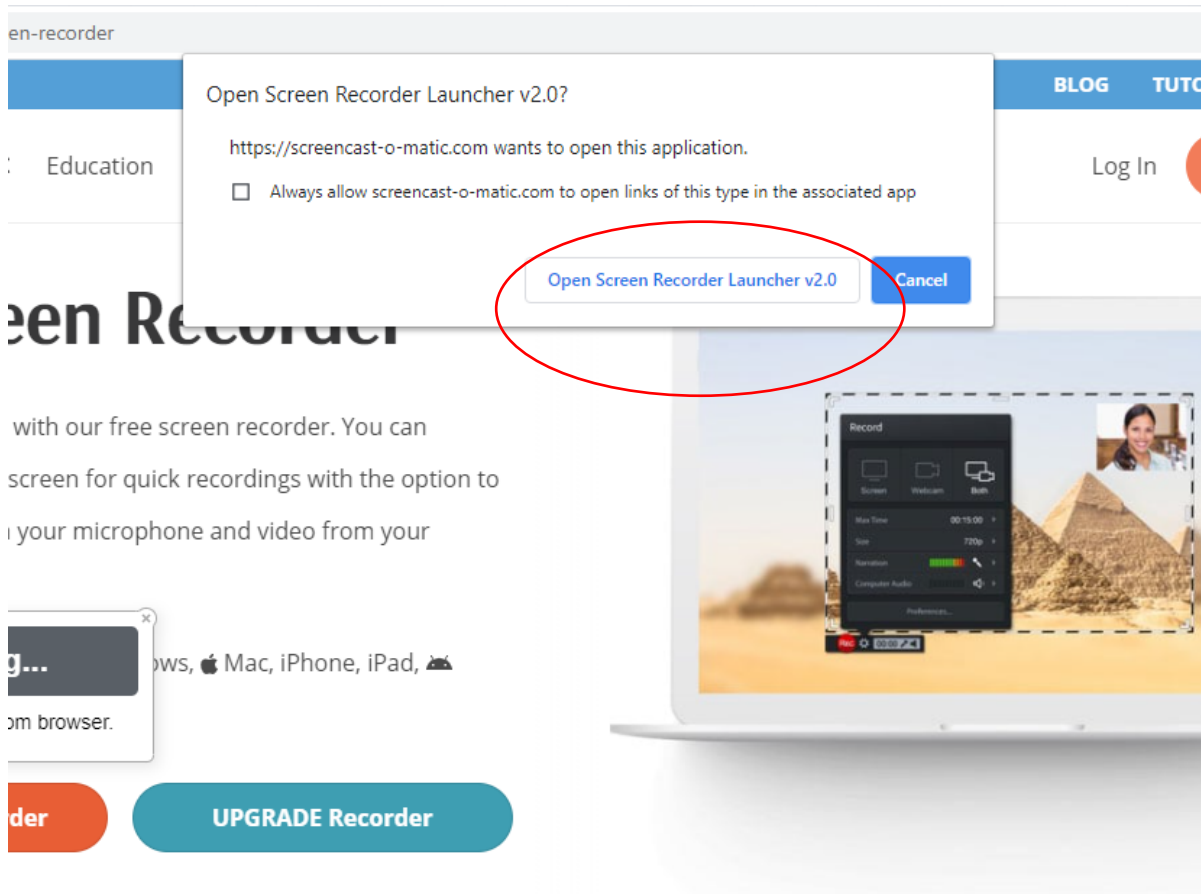 en-recorder
BLOG TUTO
Open Screen Recorder Launcher v2.0?
https://screencast-o-matic.com wants to open this application.
Always allow screencast-o-matic.com to open links of this type in the associated app
Education
Log In
Open Screen Recorder Launcher v2.0
Cancel
een Recorder
with our free screen recorder. You can
screen for quick recordings with the option to
your microphone and video from your
Record
Screen Webcam Both
Max Time 00:15:00
Size 720p
Narration
Computer Audio
Preferences...
Rec 00:00
g...
ows, Mac, iPhone, iPad,
om browser.
der
UPGRADE Recorder